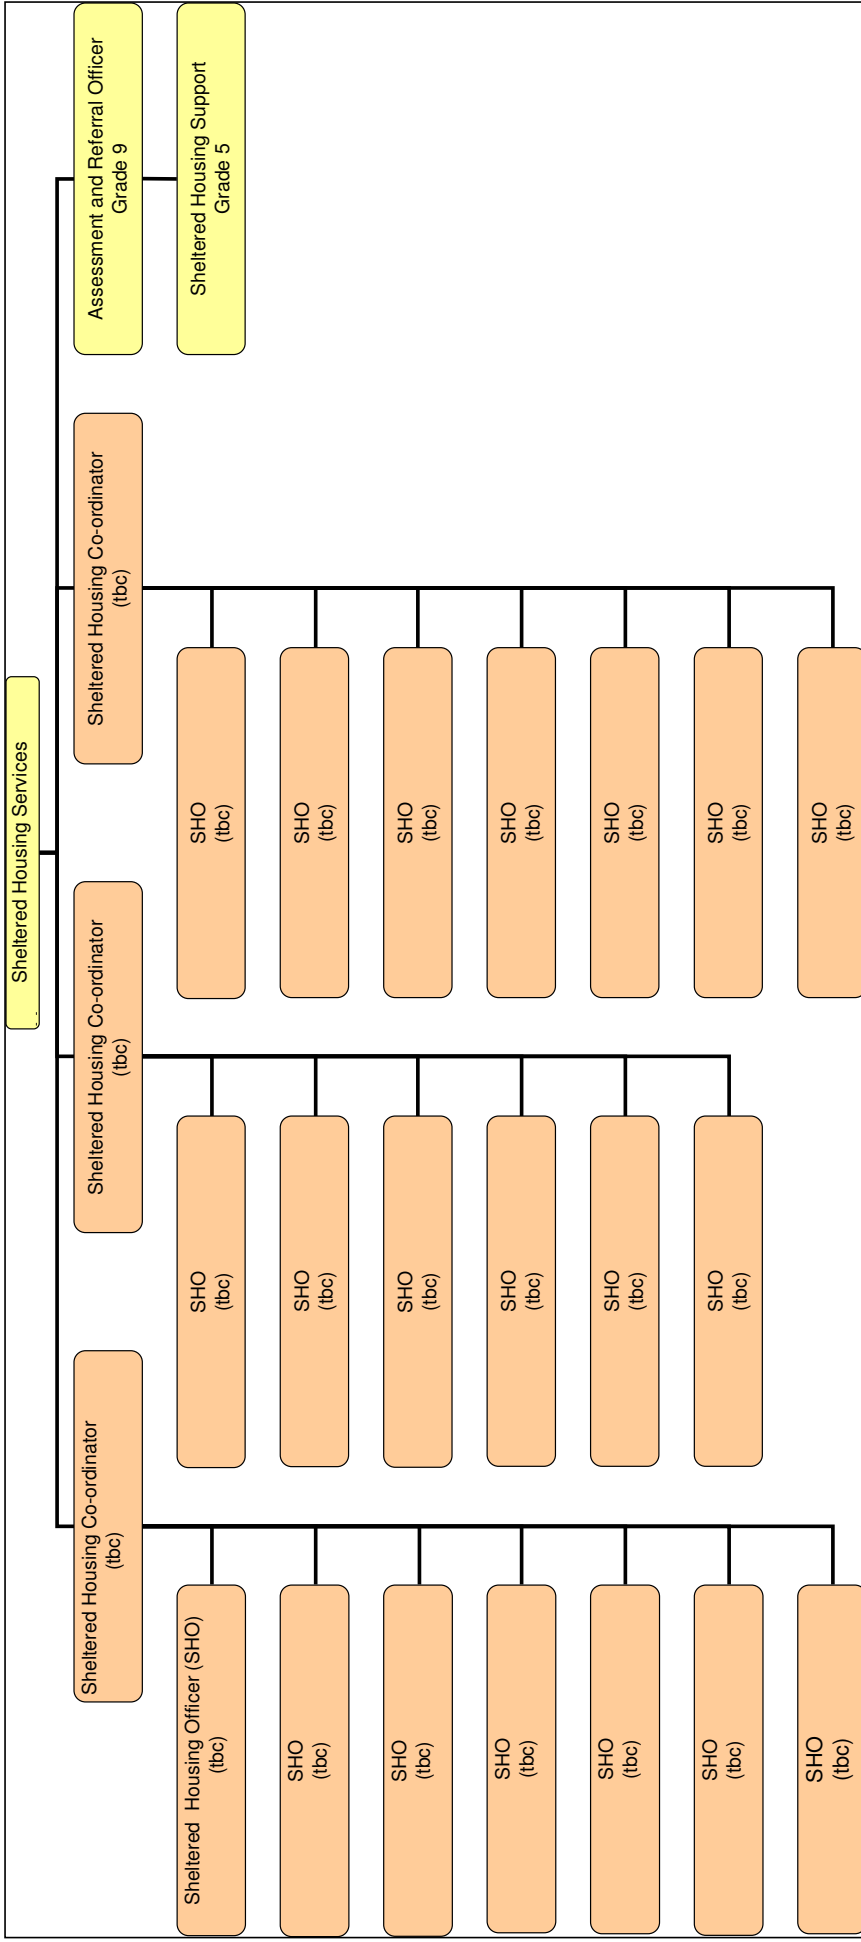 Sheltered Housing Services
Sheltered Housing Co-ordinator
(tbc)
Sheltered  Housing Officer (SHO)
(tbc)
SHO
(tbc)
SHO
(tbc)
SHO
(tbc)
SHO
(tbc)
SHO
(tbc)
SHO
(tbc)
Sheltered Housing Co-ordinator
(tbc)
SHO
(tbc)
SHO
(tbc)
SHO
(tbc)
SHO
(tbc)
SHO
(tbc)
SHO
(tbc)
Sheltered Housing Co-ordinator
(tbc)
SHO
(tbc)
SHO
(tbc)
SHO
(tbc)
SHO
(tbc)
SHO
(tbc)
SHO
(tbc)
SHO
(tbc)
Assessment and Referral Officer
Grade 9
Sheltered Housing Support
Grade 5